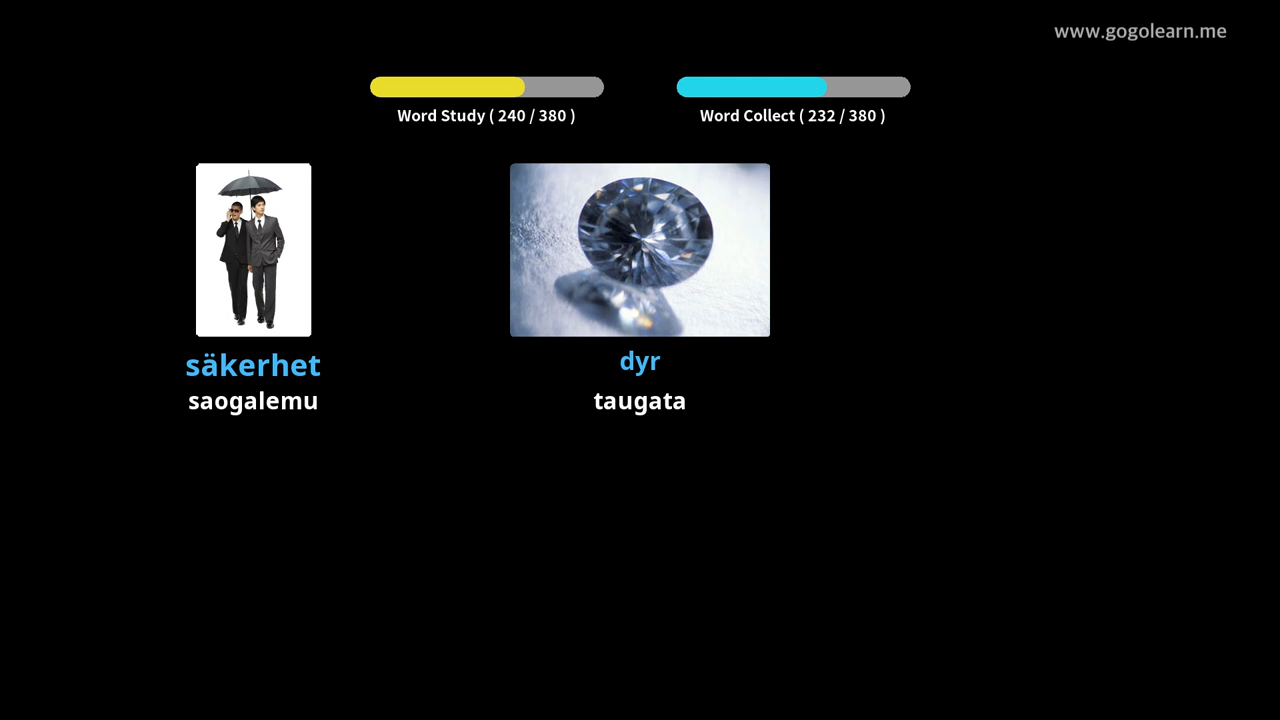 www.gogolearn.me
Word Study ( 240 / 380 )
Word Collect ( 232 / 380 )
säkerhet
saogalemu
dyr
taugata